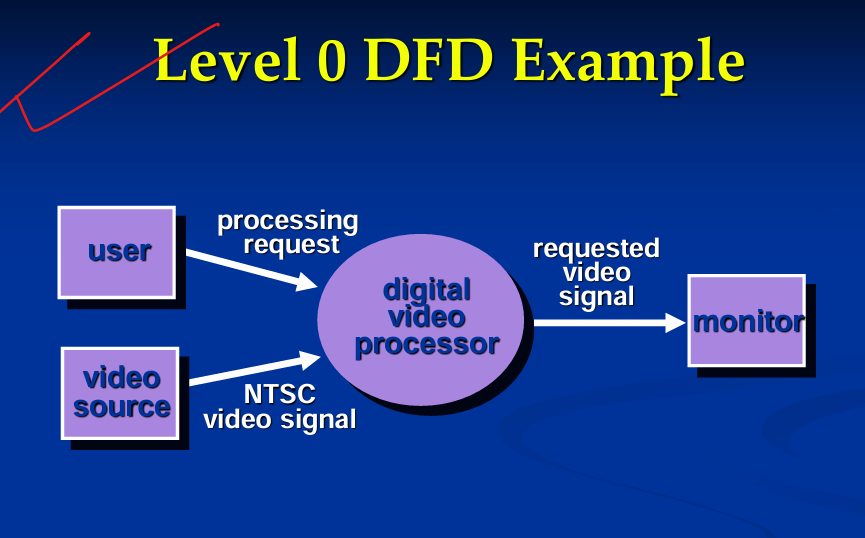 Level 0 DFD Example
user
processing
request
digital
video
processor
requested
video
signal
monitor
video
source
NTSC
video signal